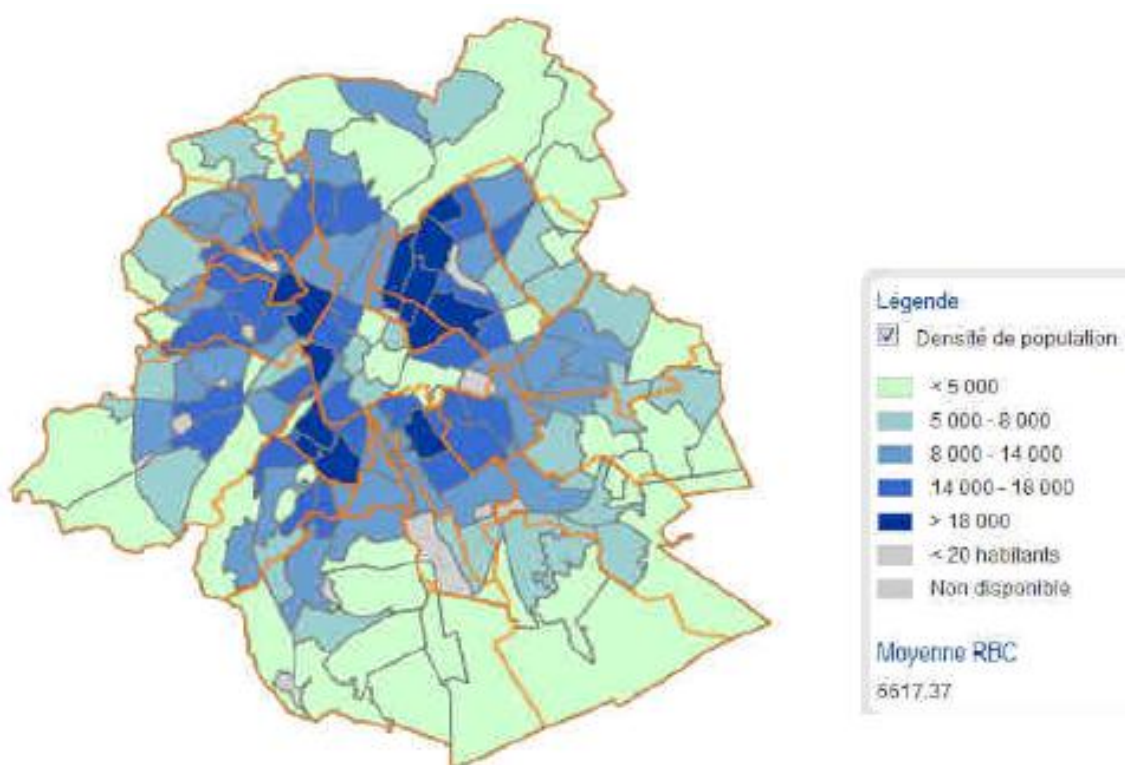 Légende
Densité de population
< 5 000
5 000 - 8 000
8 000 - 14 000
14 000 - 18 000
> 18 000
< 20 habitants
Non disponible
Moyenne RBC
6617,37